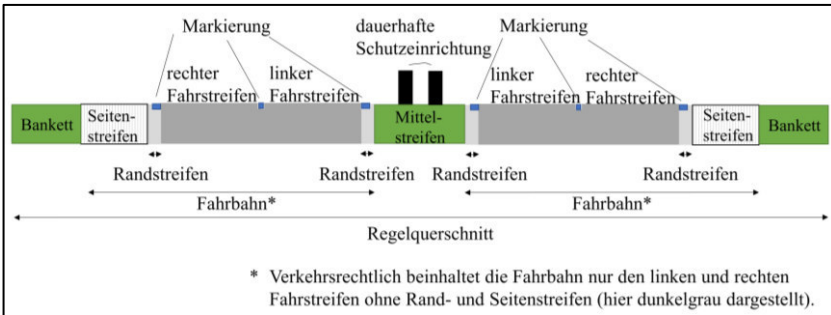 Markierung
dauerhafte
Schutzeinrichtung
Markierung
rechter
Fahrstreifen
linker
Fahrstreifen
linker
Fahrstreifen
rechter
Fahrstreifen
Bankett
Seiten-
streifen
Mittel-
streifen
Seiten-
streifen
Bankett
Randstreifen
Randstreifen
Randstreifen
Randstreifen
Fahrbahn*
Fahrbahn*
Regelquerschnitt
* Verkehrsrechtlich beinhaltet die Fahrbahn nur den linken und rechten
Fahrstreifen ohne Rand- und Seitenstreifen (hier dunkelgrau dargestellt).